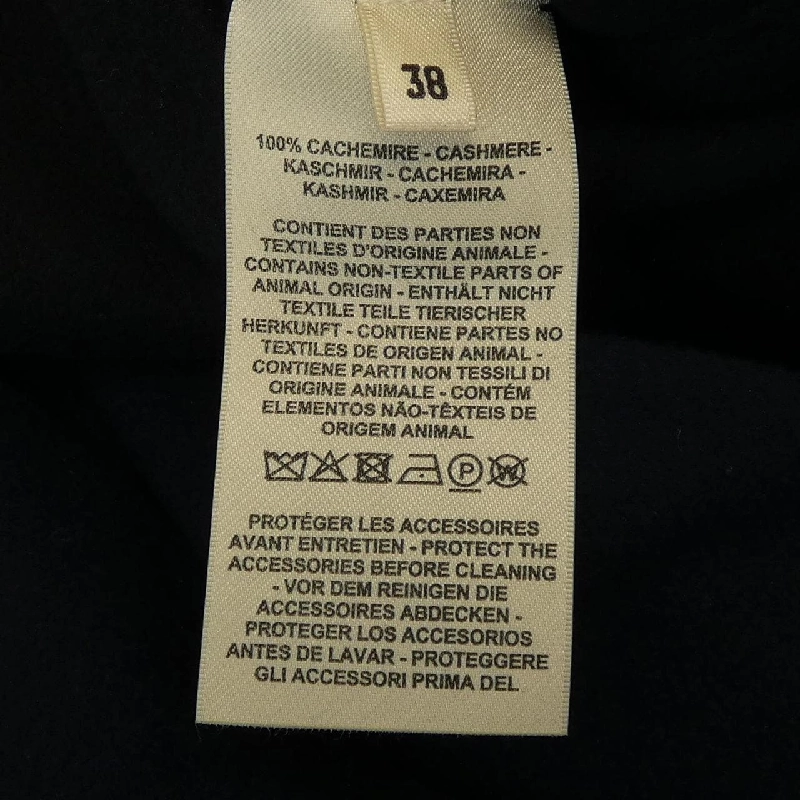 38
100% CACHEMIRE - CASHMERE -
KASCHMIR - CACHEMIRA -
KASHMIR - CAXEMIRA
CONTIENT DES PARTIES NON
TEXTILES D'ORIGINE ANIMALE -
CONTAINS NON-TEXTILE PARTS OF
ANIMAL ORIGIN - ENTHÄLT NICHT
TEXTILE TEILE TIERISCHER
HERKUNFT - CONTIENE PARTES NO
TEXTILES DE ORIGEN ANIMAL -
CONTIENE PARTI NON TESSILI DI
ORIGINE ANIMALE - CONTÉM
ELEMENTOS NÃO-TÊXTEIS DE
ORIGEM ANIMAL
P W
PROTÉGER LES ACCESSOIRES
AVANT ENTRETIEN - PROTECT THE
ACCESSORIES BEFORE CLEANING
- VOR DEM REINIGEN DIE
ACCESSOIRES ABDECKEN -
PROTEGER LOS ACCESORIOS
ANTES DE LAVAR - PROTEGGERE
GLI ACCESSORI PRIMA DEL